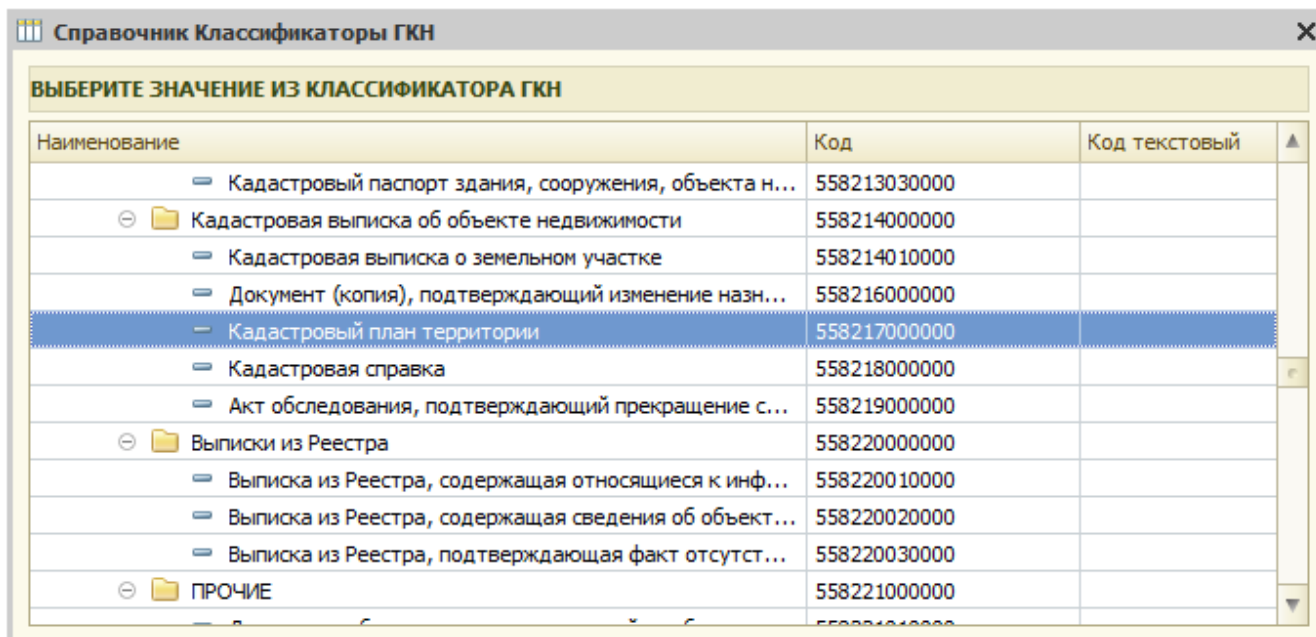 Справочник Классификаторы ГКН
ВЫБЕРИТЕ ЗНАЧЕНИЕ ИЗ КЛАССИФИКАТОРА ГКН
Наименование Код Код текстовый
Кадастровый паспорт здания, сооружения, объекта н... 558213030000
Кадастровая выписка об объекте недвижимости 558214000000
Кадастровая выписка о земельном участке 558214010000
Документ (копия), подтверждающий изменение назн... 558216000000
Кадастровый план территории 558217000000
Кадастровая справка 558218000000
Акт обследования, подтверждающий прекращение с... 558219000000
Выписки из Реестра 558220000000
Выписка из Реестра, содержащая относящиеся к инф... 558220010000
Выписка из Реестра, содержащая сведения об объект... 558220020000
Выписка из Реестра, подтверждающая факт отсутст... 558220030000
ПРОЧИЕ 558221000000